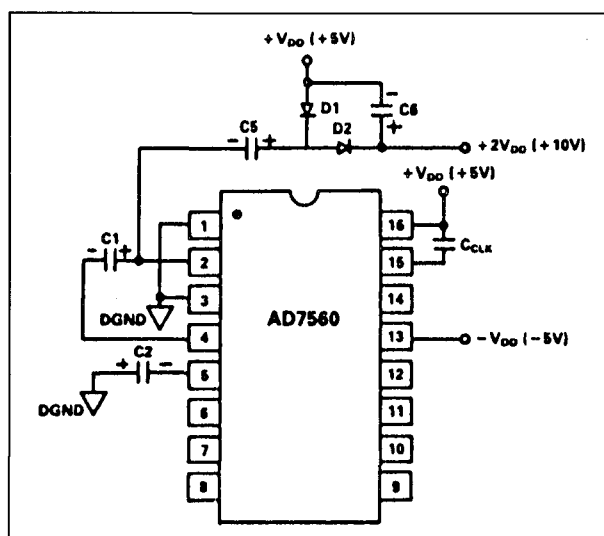 +VDD (+5V)
D1
C6
-
+
C5
-
+
D2
+2VDD (+10V)
+VDD (+5V)
C1
-
+
1
16
CCLK
2
15
3
14
DGND
AD7560
4
13
-VDD (-5V)
C2
+
-
5
12
DGND
6
11
7
10
8
9